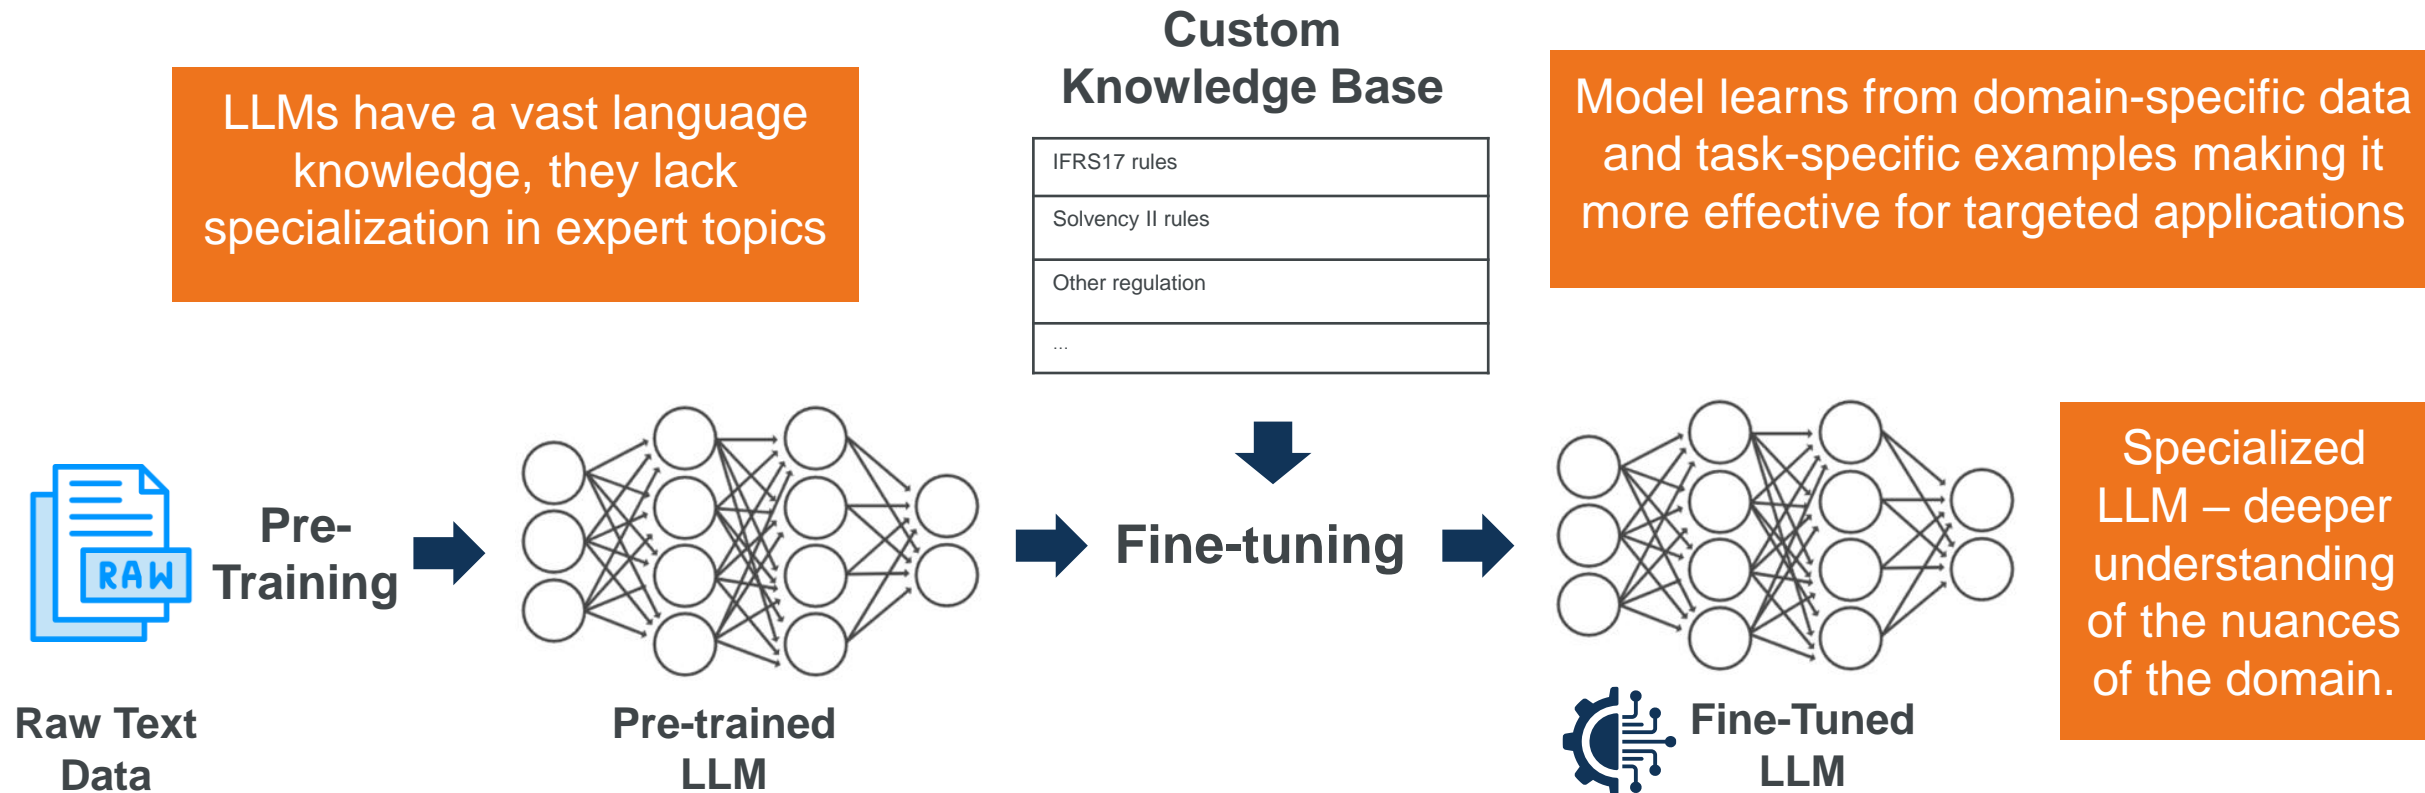 Custom
Knowledge Base
LLMs have a vast language
knowledge, they lack
specialization in expert topics
IFRS17 rules
Solvency II rules
Other regulation
...
Model learns from domain-specific data
and task-specific examples making it
more effective for targeted applications
RAW
Pre-
Training
Fine-tuning
Specialized
LLM – deeper
understanding
of the nuances
of the domain.
Raw Text
Data
Pre-trained
LLM
Fine-Tuned
LLM